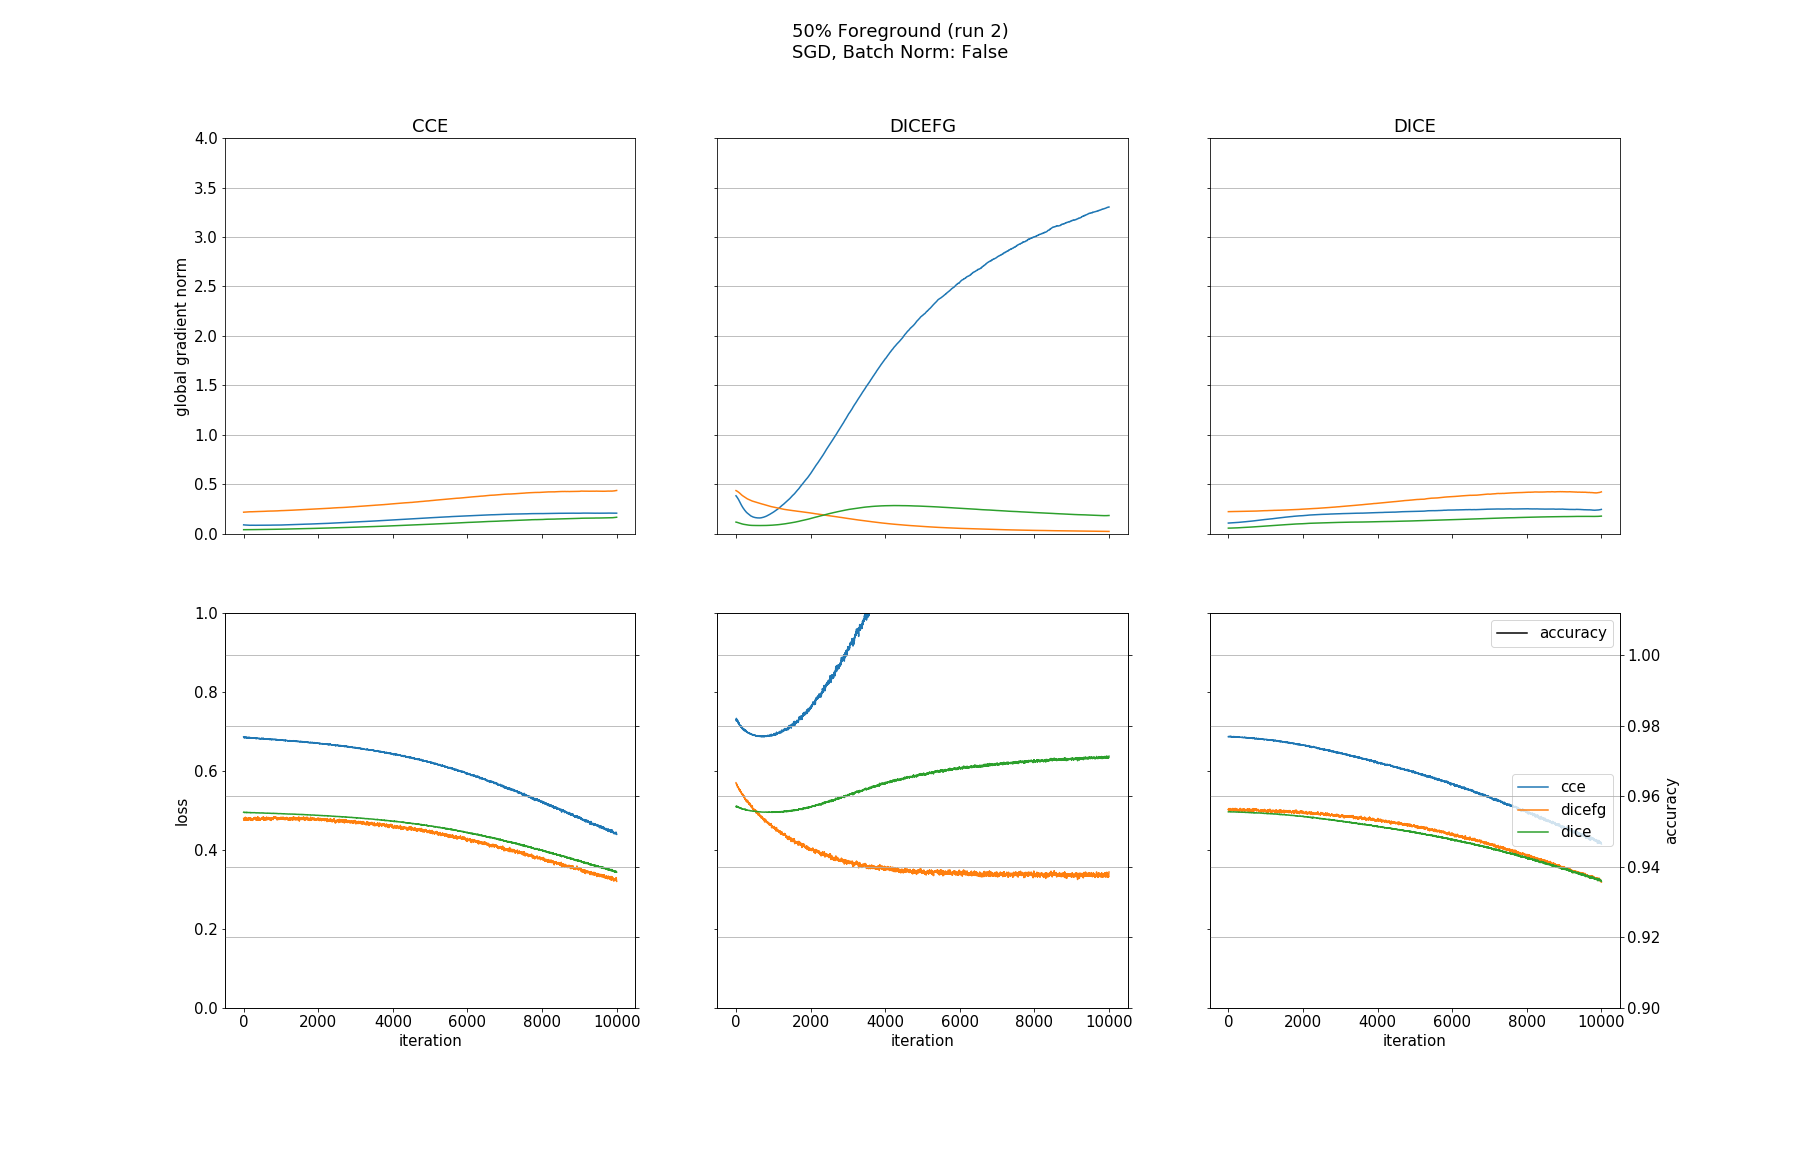 50% Foreground (run 2)
SGD, Batch Norm: False
CCE
DICEFG
DICE
4.0
3.5
3.0
2.5
2.0
1.5
1.0
0.5
0.0
global gradient norm
1.0
0.8
0.6
0.4
0.2
0.0
loss
0 2000 4000 6000 8000 10000
iteration
0 2000 4000 6000 8000 10000
iteration
accuracy
cce
dicefg
dice
1.00
0.98
0.96
0.94
0.92
0.90
accuracy
0 2000 4000 6000 8000 10000
iteration